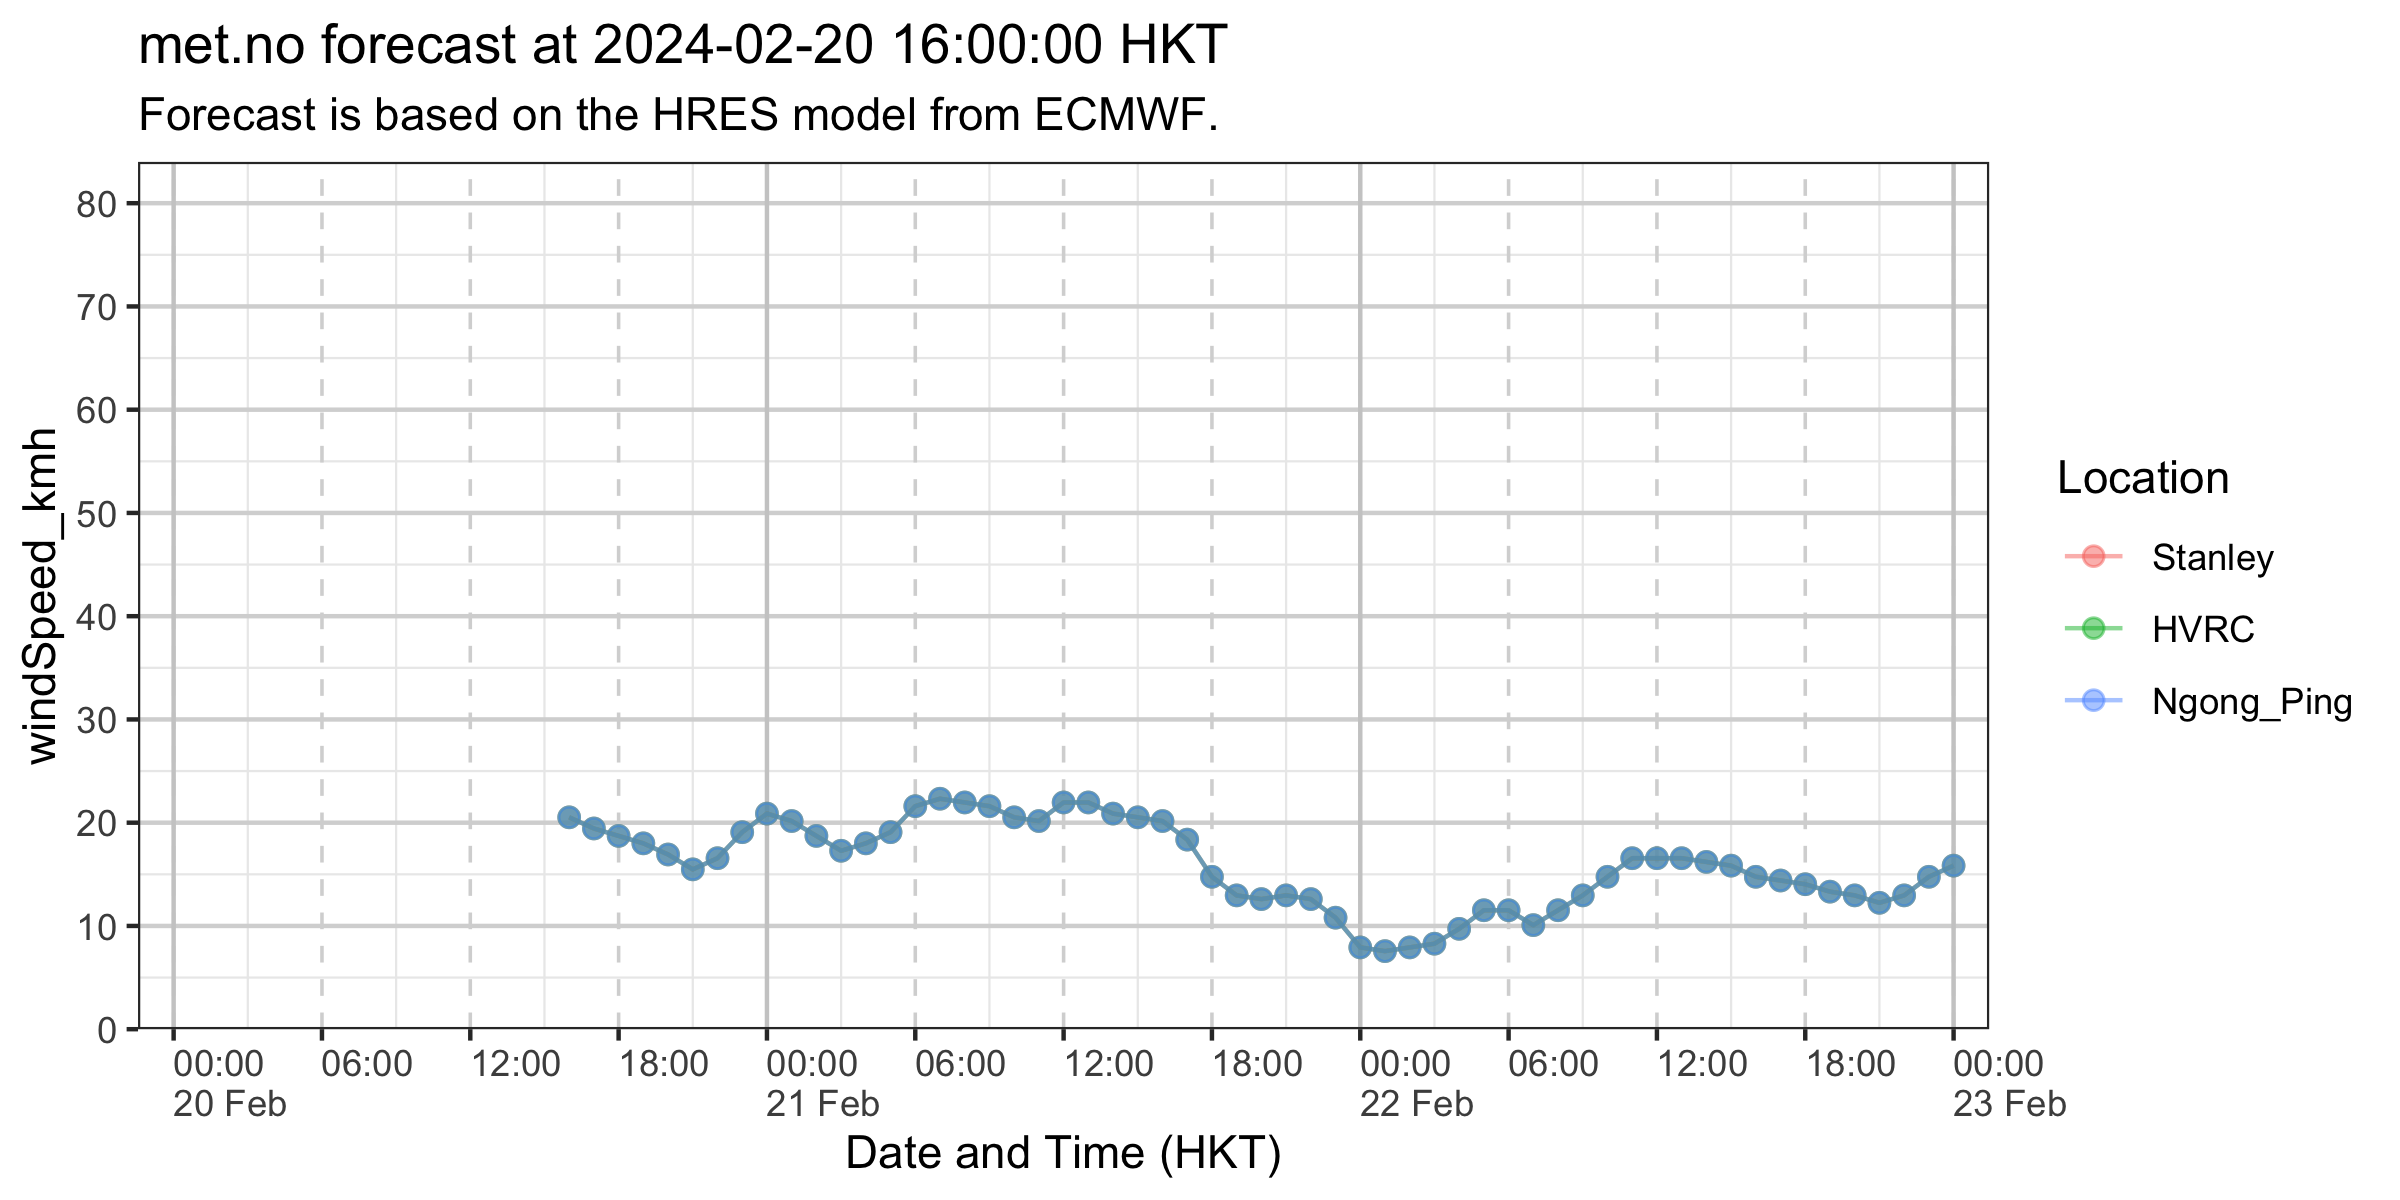 met.no forecast at 2024-02-20 16:00:00 HKT
Forecast is based on the HRES model from ECMWF.
windSpeed_kmh
80
70
60
50
40
30
20
10
0
00:00 06:00 12:00 18:00 00:00 06:00 12:00 18:00 00:00 06:00 12:00 18:00 00:00
20 Feb 21 Feb 22 Feb 23 Feb
Date and Time (HKT)
Location
Stanley
HVRC
Ngong_Ping